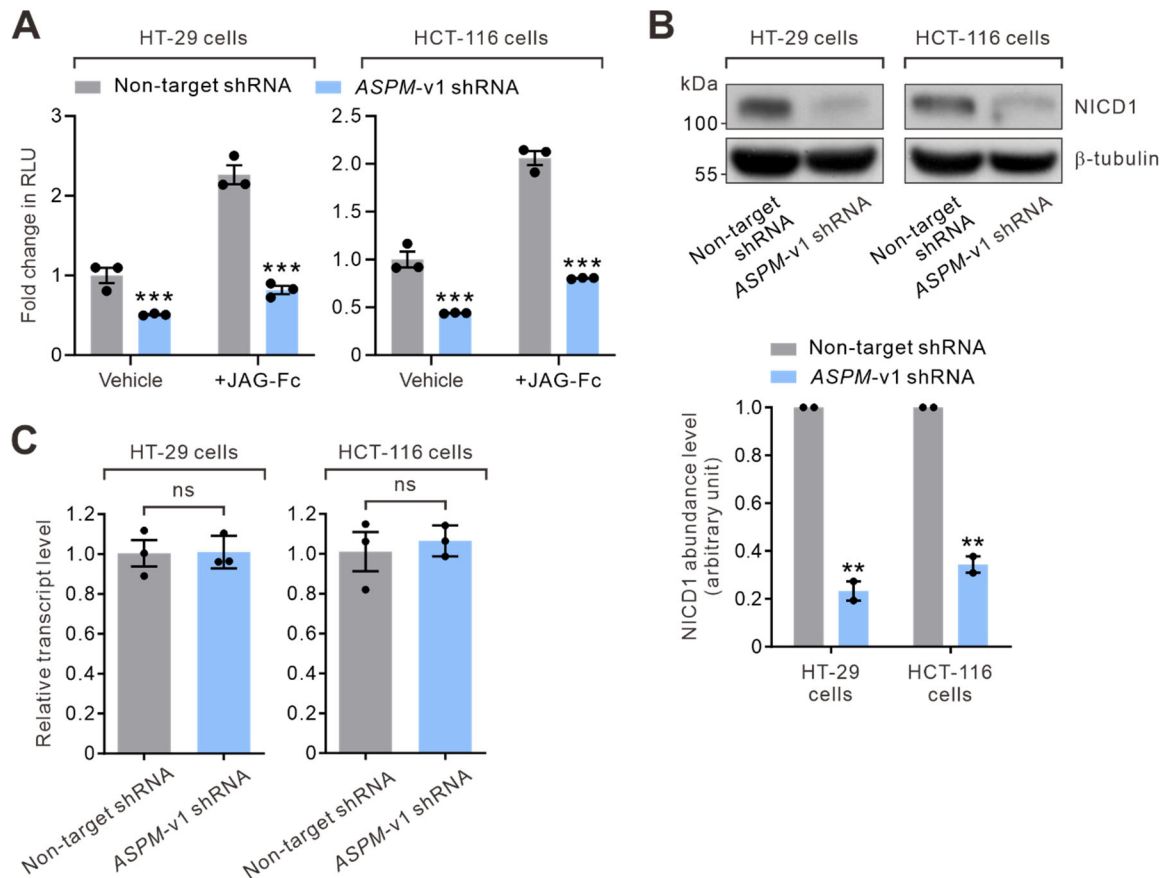 A
HT-29 cells
HCT-116 cells
Non-target shRNA
ASPM-v1 shRNA
Fold change in RLU
3
2
1
0
***
***
Vehicle
+JAG-Fc
2.5
2.0
1.5
1.0
0.5
0
***
***
Vehicle
+JAG-Fc
B
HT-29 cells
HCT-116 cells
kDa
100
55
NICD1
β-tubulin
Non-target shRNA
ASPM-v1 shRNA
Non-target shRNA
ASPM-v1 shRNA
Non-target shRNA
ASPM-v1 shRNA
NICD1 abundance level
(arbitrary unit)
1.0
0.8
0.6
0.4
0.2
0
**
**
HT-29
cells
HCT-116
cells
C
HT-29 cells
HCT-116 cells
ns
ns
Relative transcript level
1.2
1.0
0.8
0.6
0.4
0.2
0
Non-target shRNA
ASPM-v1 shRNA
1.2
1.0
0.8
0.6
0.4
0.2
0
Non-target shRNA
ASPM-v1 shRNA